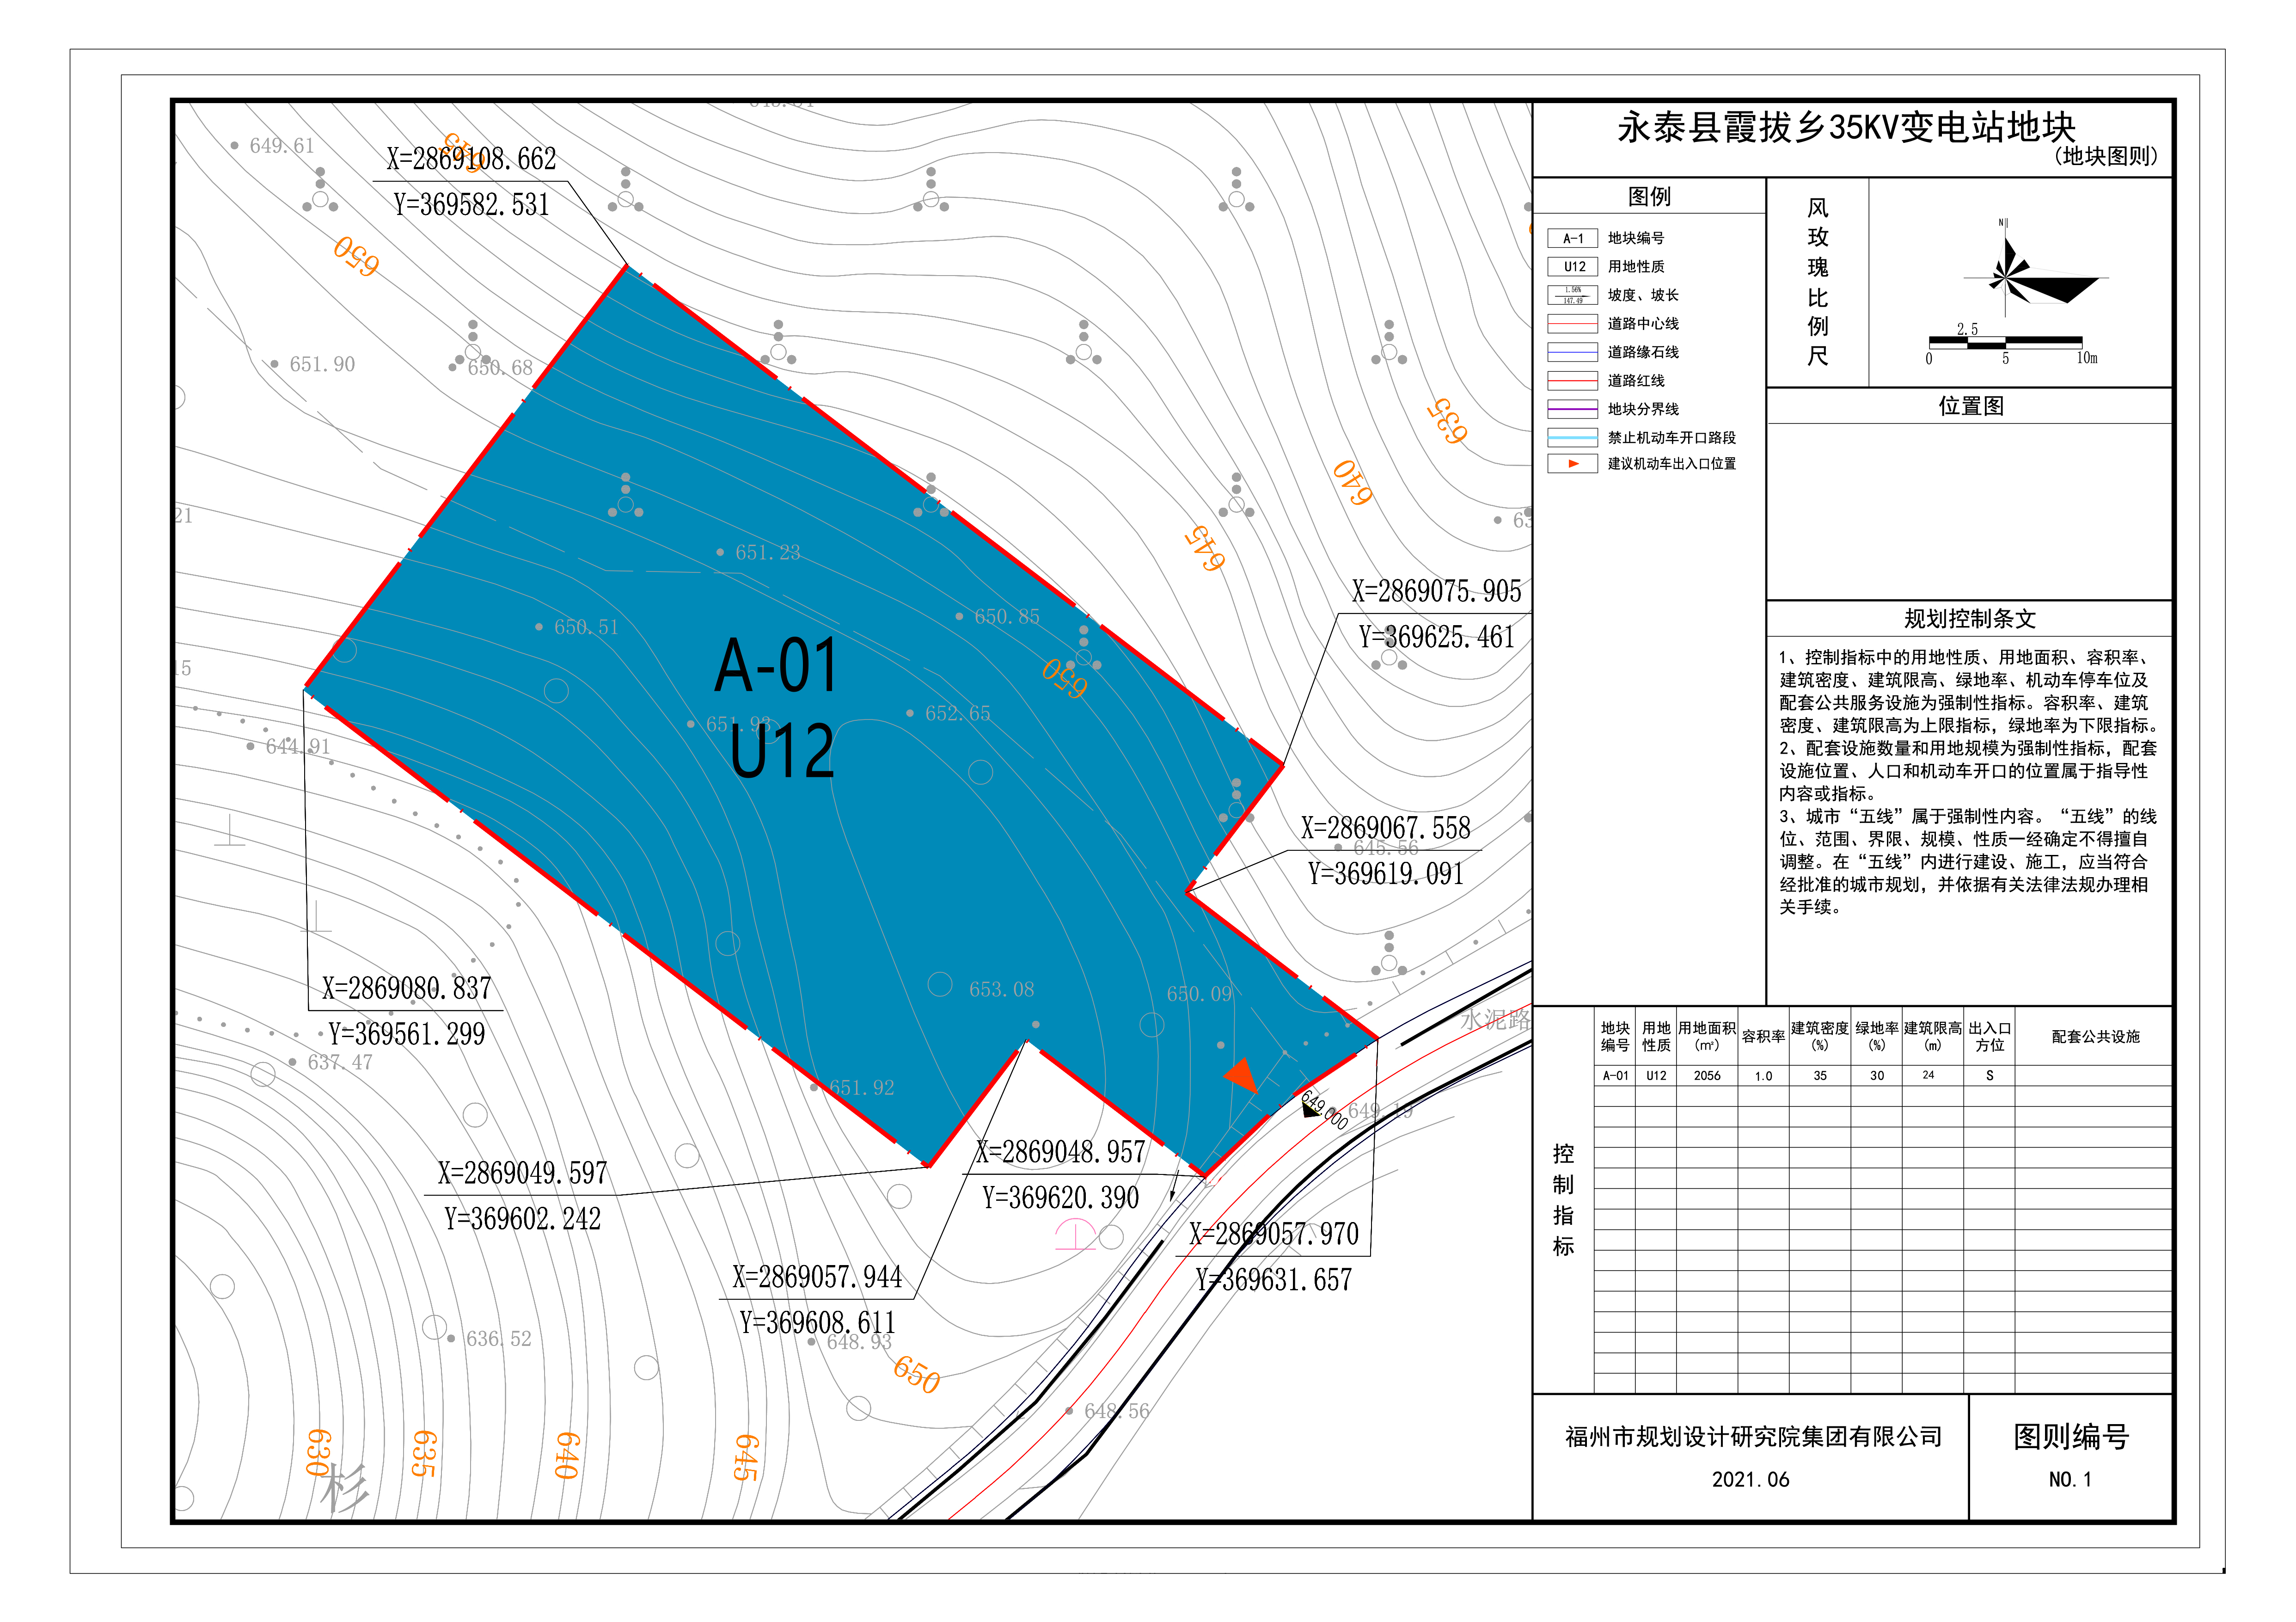 永泰县霞拔乡35KV变电站地块
(地块图则)
图例
A-1 地块编号
U12 用地性质
1.56%
147.49
坡度、坡长
道路中心线
道路缘石线
道路红线
地块分界线
禁止机动车开口路段
建议机动车出入口位置
风玫瑰比例尺
N
2.5
0 5 10m
位置图
规划控制条文
1、控制指标中的用地性质、用地面积、容积率、
建筑密度、建筑限高、绿地率、机动车停车位及
配套公共服务设施为强制性指标。容积率、建筑
密度、建筑限高为上限指标，绿地率为下限指标。
2、配套设施数量和用地规模为强制性指标，配套
设施位置、人口和机动车开口的位置属于指导性
内容或指标。
3、城市“五线”属于强制性内容。“五线”的线
位、范围、界限、规模、性质一经确定不得擅自
调整。在“五线”内进行建设、施工，应当符合
经批准的城市规划，并依据有关法律法规办理相
关手续。
控制指标
地块编号 用地性质 用地面积(㎡) 容积率 建筑密度(%) 绿地率(%) 建筑限高(m) 出入口方位 配套公共设施
A-01 U12 2056 1.0 35 30 24 S
福州市规划设计研究院集团有限公司
2021.06
图则编号
NO.1
649.61
645
X=2869108.662
Y=369582.531
650
651.90
650.68
635
640
21
645
651.23
X=2869075.905
Y=369625.461
650.51
650.85
15
A-01
650
651.93
652.65
U12
644.91
X=2869067.558
645.56
Y=369619.091
X=2869080.837
Y=369561.299
653.08
650.09
水泥路
637.47
651.92
649.000
649.19
X=2869048.957
Y=369620.390
X=2869049.597
Y=369602.242
X=2869057.970
Y=369631.657
X=2869057.944
Y=369608.611
636.52
648.93
650
648.56
630
635
640
645
杉